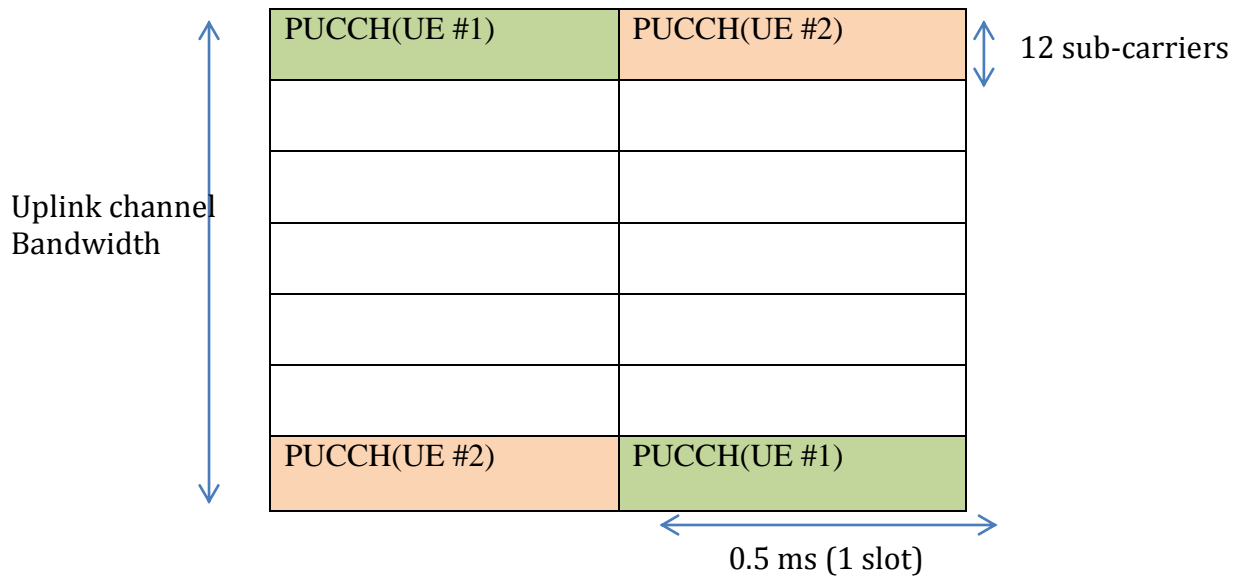 PUCCH(UE #1)
PUCCH(UE #2)
12 sub-carriers
Uplink channel
Bandwidth
PUCCH(UE #2)
PUCCH(UE #1)
0.5 ms (1 slot)